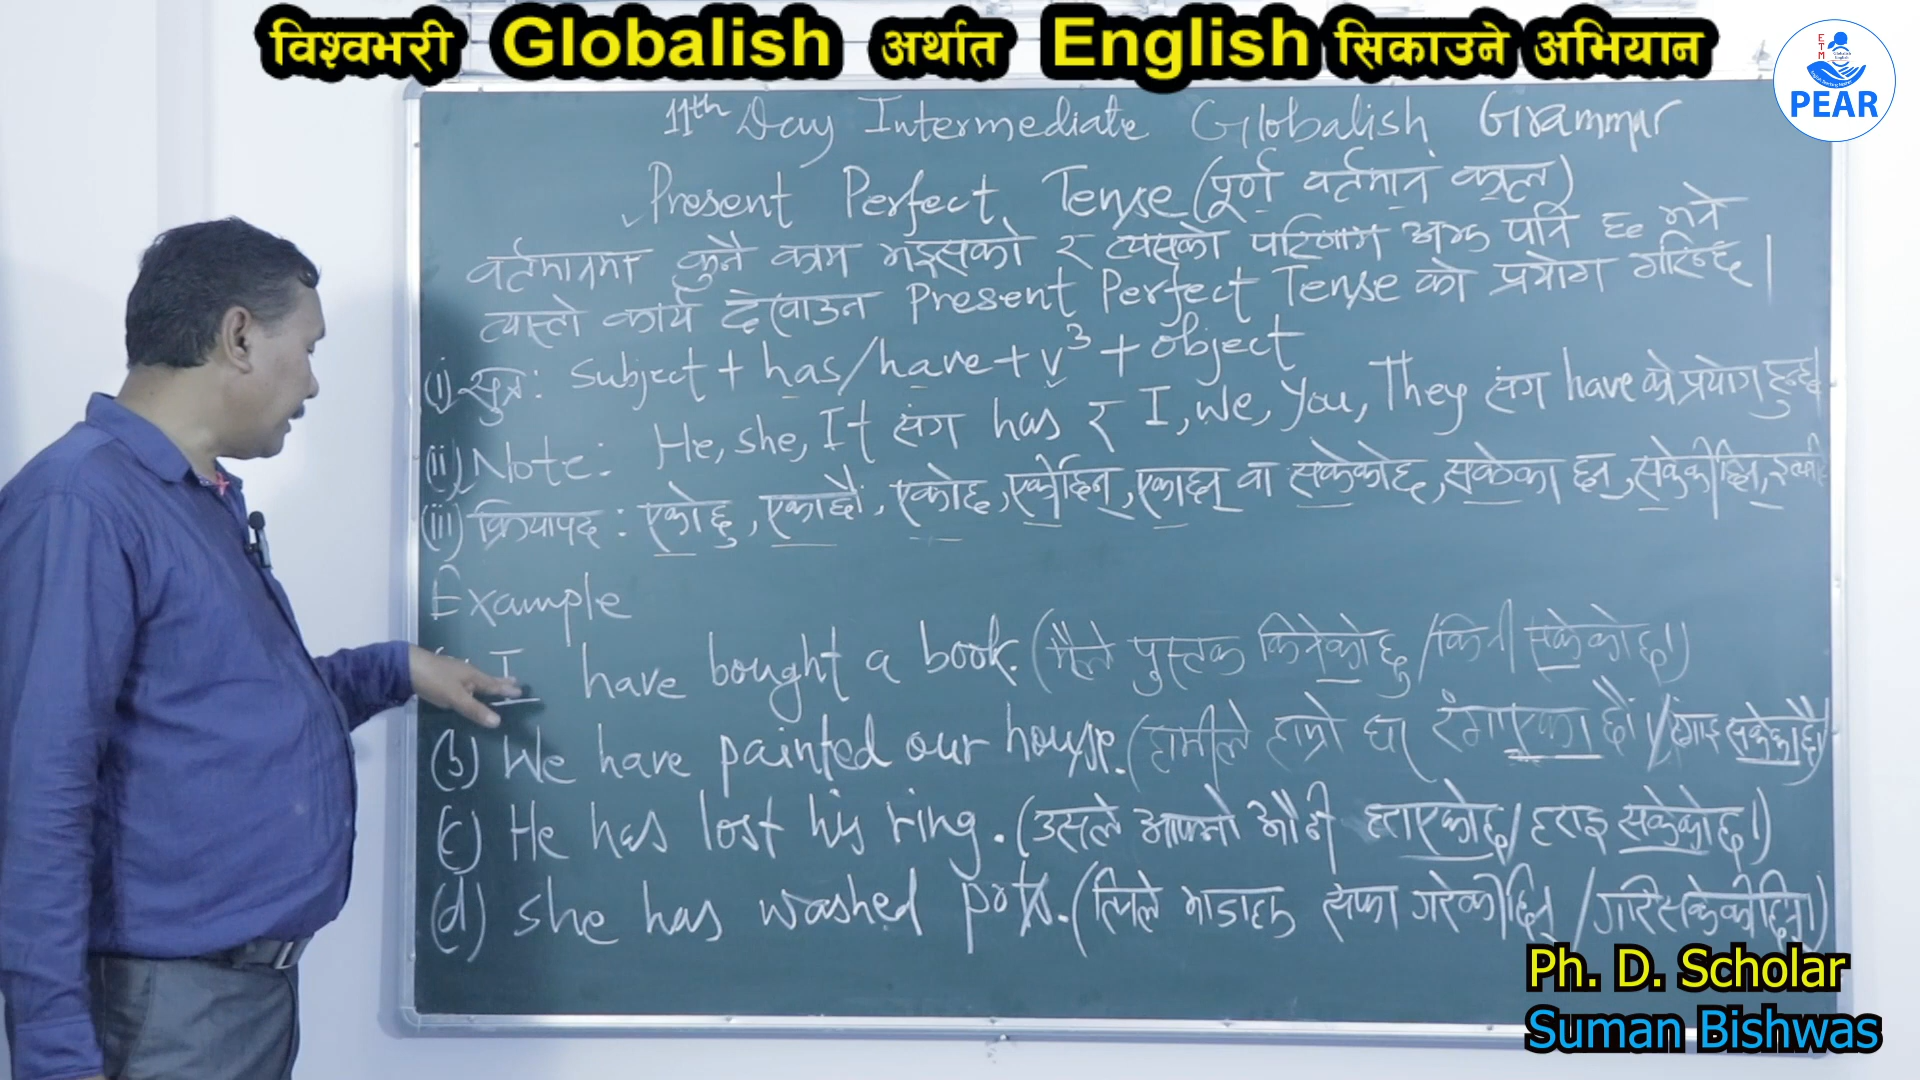 विश्वभरी Globalish अर्थात English सिकाउने अभियान
ETM
PEAR
11th Day Intermediate Globalish Grammar
Present Perfect Tense (पूर्ण वर्तमान काल)
वर्तमानमा कुनै काम भइसको र त्यसको परिणाम अझ पनि छ भन्ने
त्यस्तो कार्य देखाउन Present Perfect Tense को प्रयोग गरिन्छ |
(i) सुत्र: Subject + has/have + v3 + object
(ii) Note: He, she, It संग has र I, We, You, They संग have को प्रयोग हुन्छ
(iii) क्रियापद: एकोछु, एकाछौं, एकोछ, एकीछिन्, एकाछन् वा सकेकोछ, सकेका छन्, सकेकीछिन्,
Example
I have bought a book. (मैले पुस्तक किनेकोछु/किनी सकेकोछु।)
(b) We have painted our house. (हामीले हाम्रो घर रंगाएका छौं।/रंगाइ सकेकाछौं।)
(c) He has lost his ring. (उसले आफ्नो औंठी हराएकोछ/हराइ सकेकोछ।)
(d) She has washed pots. (तिनले भाडाहरु सफा गरेकीछिन्/गरिसकेकीछिन्।)
Ph. D. Scholar
Suman Bishwas